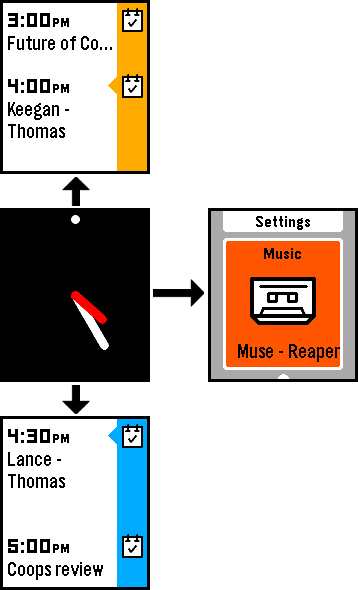 3:00PM
Future of Co...
4:00PM
Keegan -
Thomas
Settings
Music
Muse - Reaper
4:30PM
Lance -
Thomas
5:00PM
Coops review